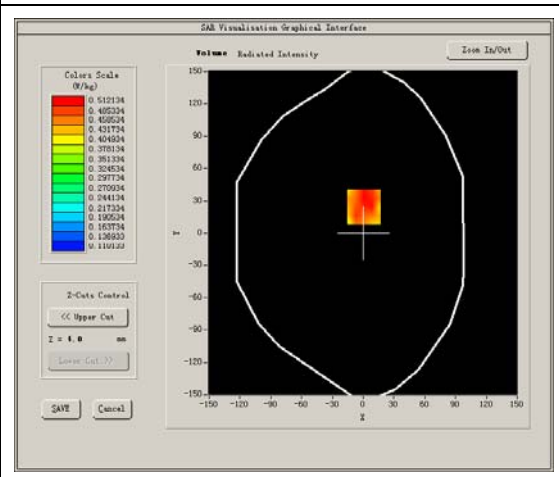 SAR Visualisation Graphical Interface
Volume Radiated Intensity
Zoom In/Out
Colors Scale
(W/kg)
0.512134
0.485334
0.458534
0.431734
0.404934
0.378134
0.351333
0.324534
0.297734
0.270934
0.244134
0.217334
0.190534
0.163734
0.136933
0.110133
Z-Cuts Control
<< Upper Cut
Z = 4.0 mm
Lower Cut >>
SAVE
Cancel
150
120
90
60
30
0
-30
-60
-90
-120
-150
Y
-150 -120 -90 -60 -30 0 30 60 90 120 150
X